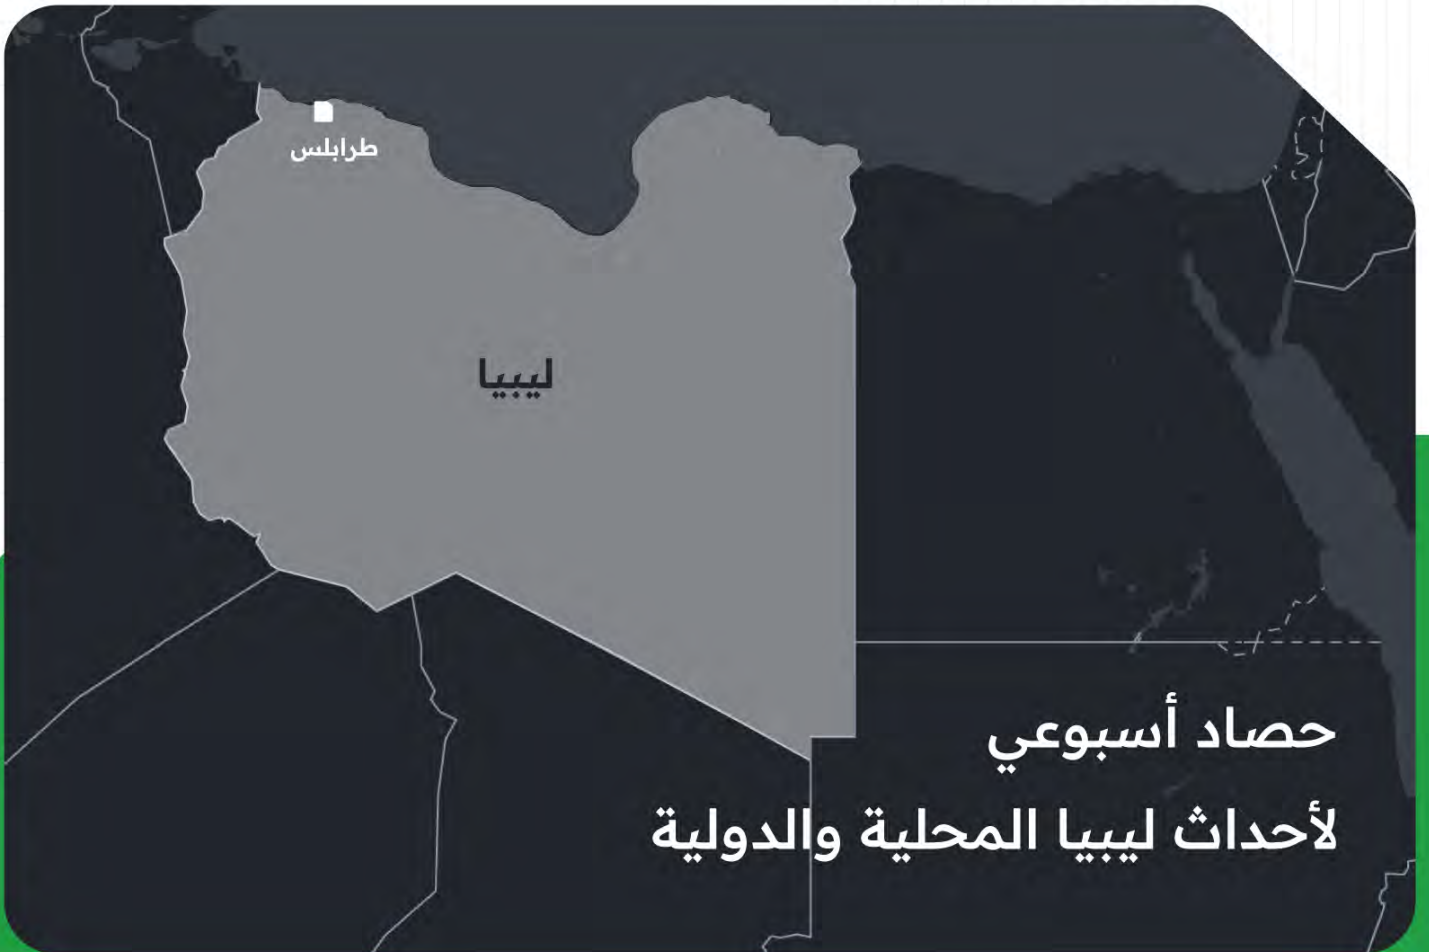 طرابلس
ليبيا
حصاد أسبوعي
لأحداث ليبيا المحلية والدولية